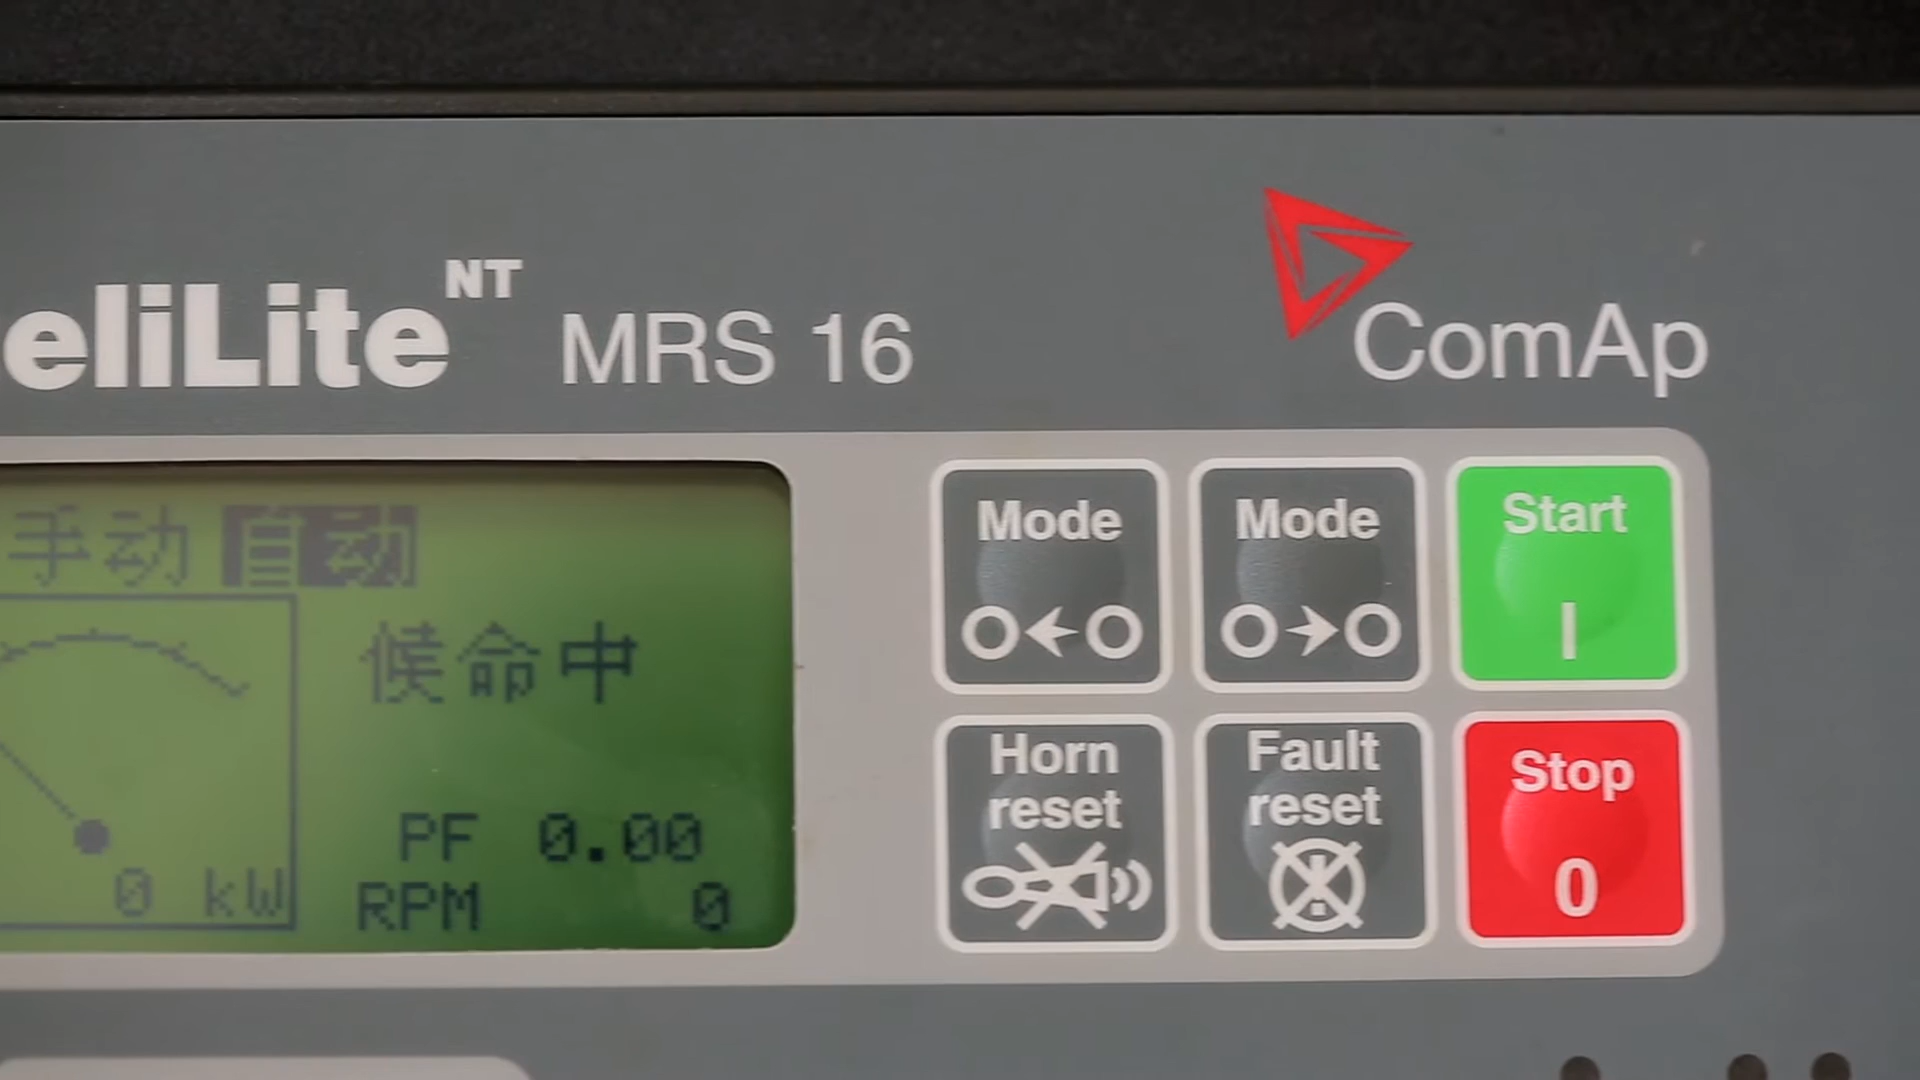 eliLite NT MRS 16
ComAp
手动 自动
候命中
PF 0.00
0 kW
RPM 0
Mode
Mode
Start
I
Horn
reset
Fault
reset
Stop
0